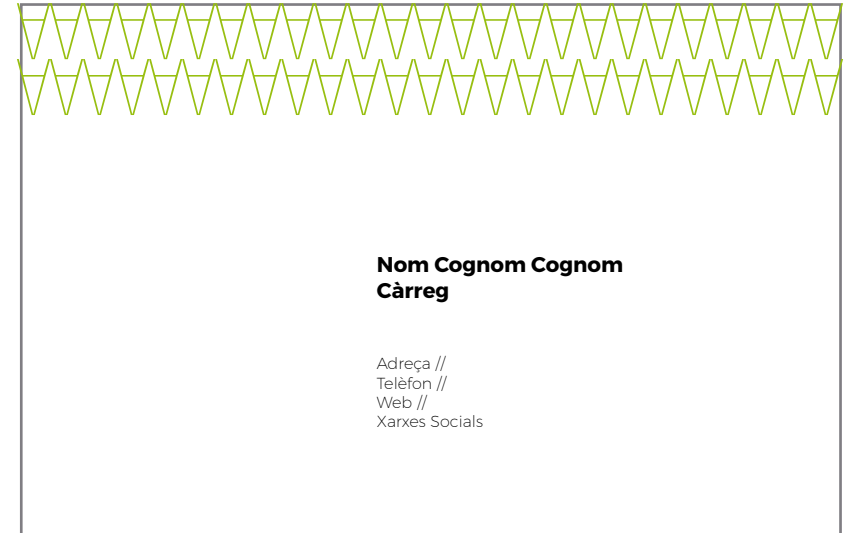 Nom Cognom Cognom
Càrreg
Adreça //
Telèfon //
Web //
Xarxes Socials